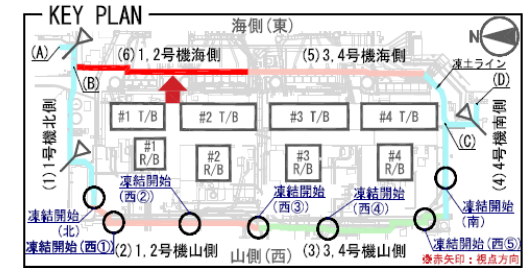 KEY PLAN
海側(東)
N
(A)
(6)1,2号機海側
(5)3,4号機海側
凍土ライン
(B)
(D)
#1 T/B
#2 T/B
#3 T/B
#4 T/B
(C)
(1)1号機北側
#1
R/B
#2
R/B
#3
R/B
#4
R/B
(4)4号機南側
凍結開始
(西②)
凍結開始
(西③)
凍結開始
(西④)
凍結開始
(北)
凍結開始
(南)
凍結開始(西①)
(2)1,2号機山側
山側(西)
(3)3,4号機山側
凍結開始(西⑤)
※赤矢印:視点方向